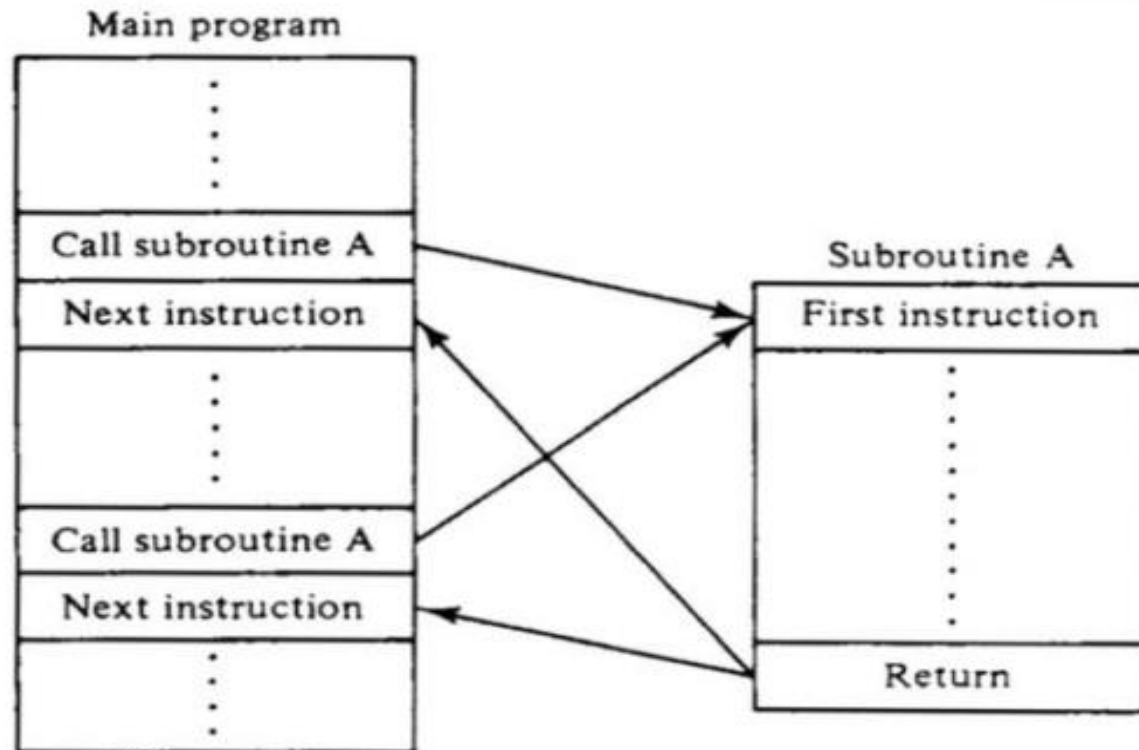 Main program
Call subroutine A
Next instruction
Call subroutine A
Next instruction
Subroutine A
First instruction
Return